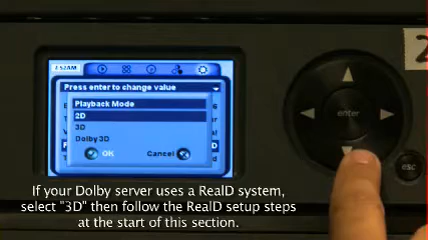 Press enter to change value
Playback Mode
2D
3D
Dolby 3D
OK
Cancel
enter
esc
2
If your Dolby server uses a RealD system,
select "3D" then follow the RealD setup steps
at the start of this section.